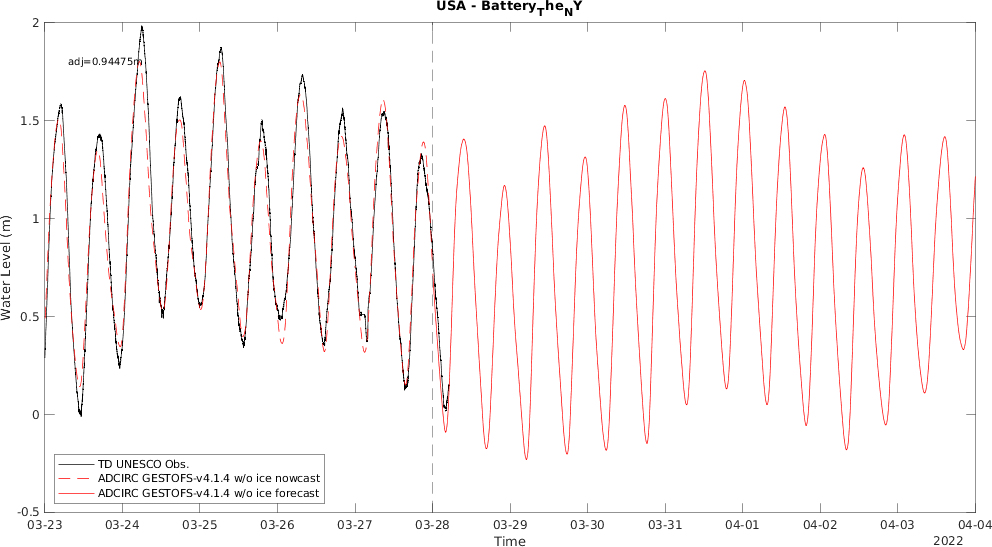 USA - BatteryTheNY
2
adj=0.94475m
1.5
1
0.5
0
-0.5
Water Level (m)
TD UNESCO Obs.
ADCIRC GESTOFS-v4.1.4 w/o ice nowcast
ADCIRC GESTOFS-v4.1.4 w/o ice forecast
03-23 03-24 03-25 03-26 03-27 03-28 03-29 03-30 03-31 04-01 04-02 04-03 04-04
Time
2022